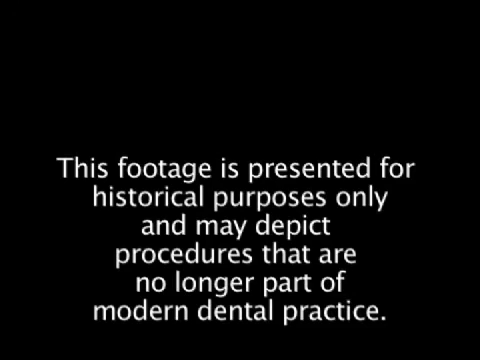 This footage is presented for
historical purposes only
and may depict
procedures that are
no longer part of
modern dental practice.